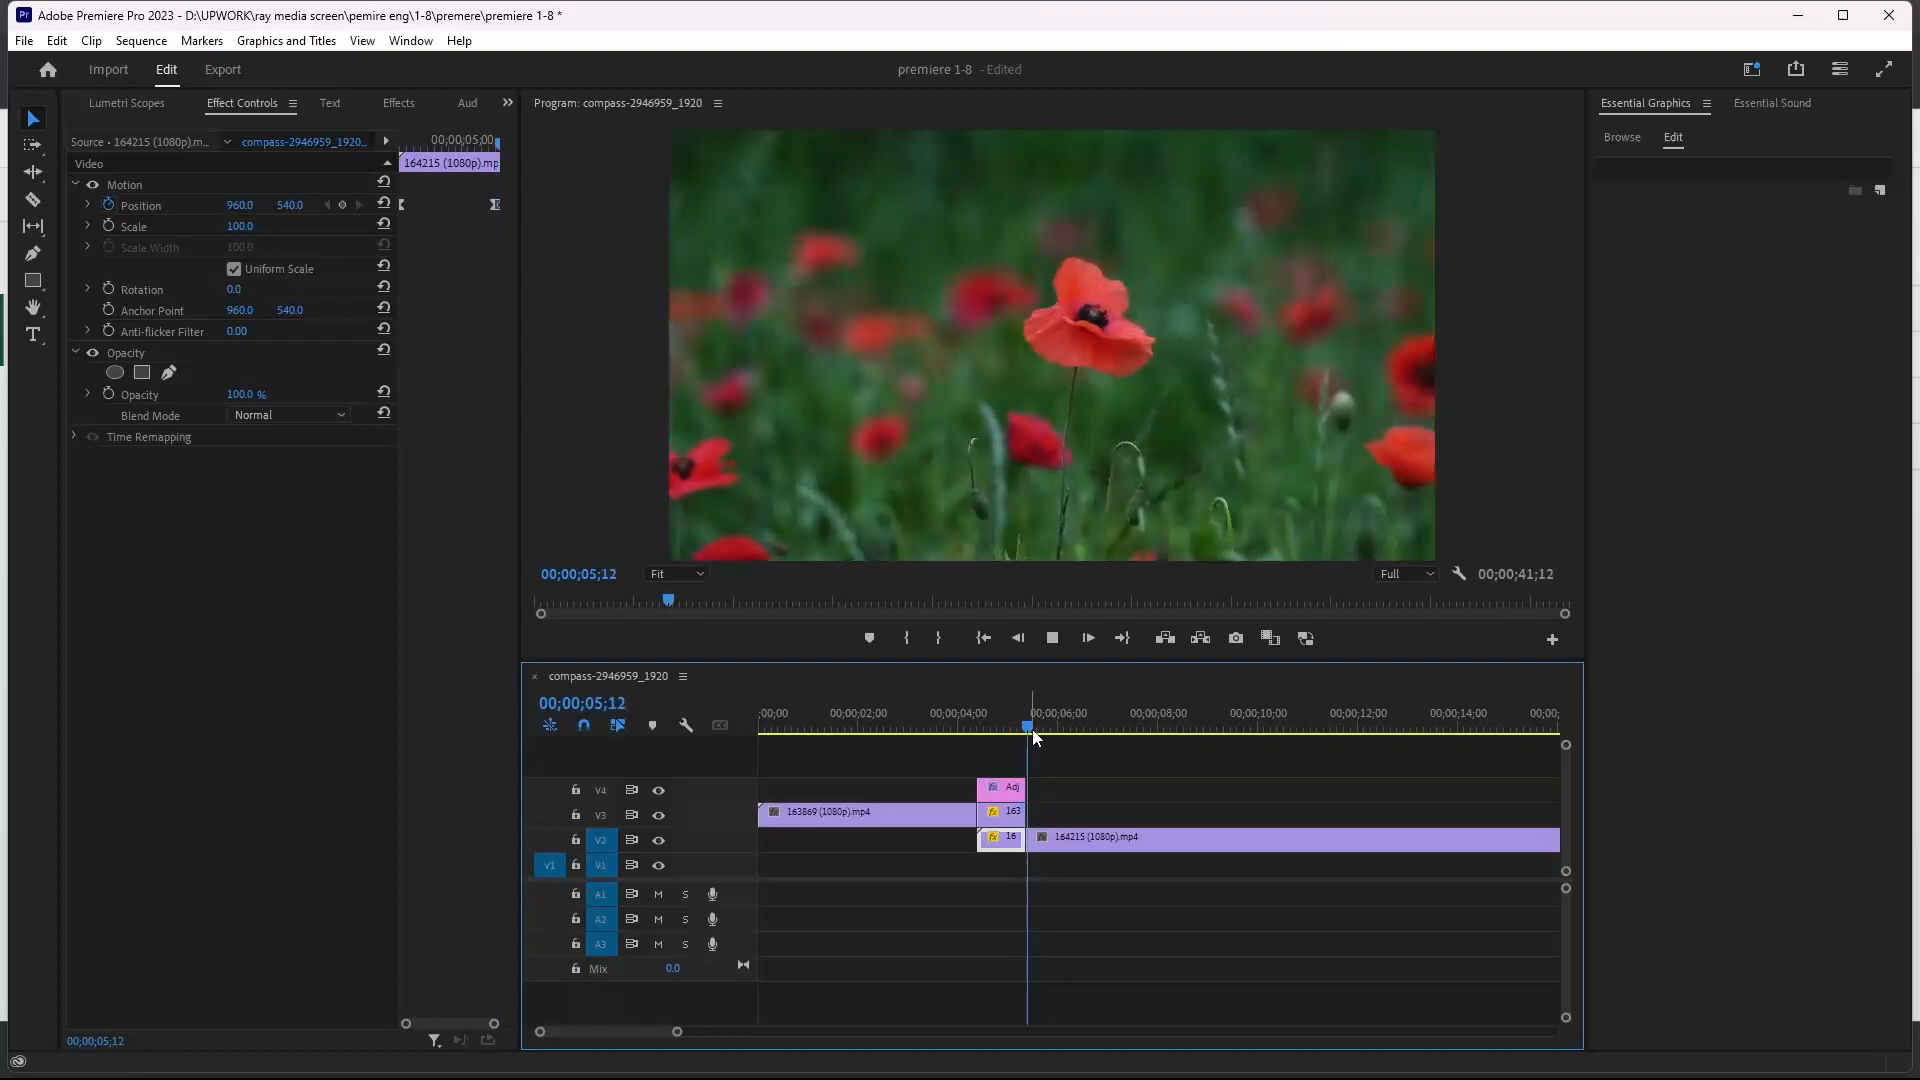 Pr Adobe Premiere Pro 2023 - D:\UPWORK\ray media screen\pemire eng\1-8\premere\premiere 1-8 *
File Edit Clip Sequence Markers Graphics and Titles View Window Help
Import Edit Export premiere 1-8 - Edited
Lumetri Scopes Effect Controls Text Effects Aud
Program: compass-2946959_1920
Essential Graphics Essential Sound
Browse Edit
Source • 164215 (1080p).m... compass-2946959_1920... 00;00;05;00
Video 164215 (1080p).mp
Motion
Position 960.0 540.0
Scale 100.0
Scale Width 100.0
Uniform Scale
Rotation 0.0
Anchor Point 960.0 540.0
Anti-flicker Filter 0.00
Opacity
Opacity 100.0 %
Blend Mode Normal
Time Remapping
00;00;05;12 Fit Full 00;00;41;12
compass-2946959_1920
00;00;05;12
;00;00 00;00;02;00 00;00;04;00 00;00;06;00 00;00;08;00 00;00;10;00 00;00;12;00 00;00;14;00 00;00;
V4 fx Adj
V3 163869 (1080p).mp4 fx 163
V2 fx 16 164215 (1080p).mp4
V1 V1
A1 M S
A2 M S
A3 M S
Mix 0.0
00;00;05;12